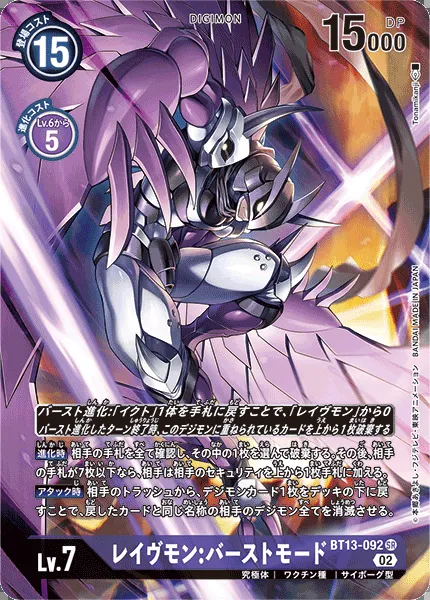 DIGIMON
登場コスト
15
DP
15000
進化コスト
Lv.6から
5
Tonamikanji
©本郷あきよし・フジテレビ・東映アニメーション BANDAI MADE IN JAPAN
バースト進化:「イクト」1体を手札に戻すことで、「レイヴモン」から0
バースト進化したターン終了時、このデジモンに重ねられているカードを上から1枚破棄する
進化時 相手の手札を全て確認し、その中の1枚を選んで破棄する。その後、相手
の手札が7枚以下なら、相手は相手のセキュリティを上から1枚手札に加える。
アタック時 相手のトラッシュから、デジモンカード1枚をデッキの下に戻
すことで、戻したカードと同じ名称の相手のデジモン全てを消滅させる。
Lv.7
レイヴモン:バーストモード
BT13-092 SR
02
究極体 | ワクチン種 | サイボーグ型